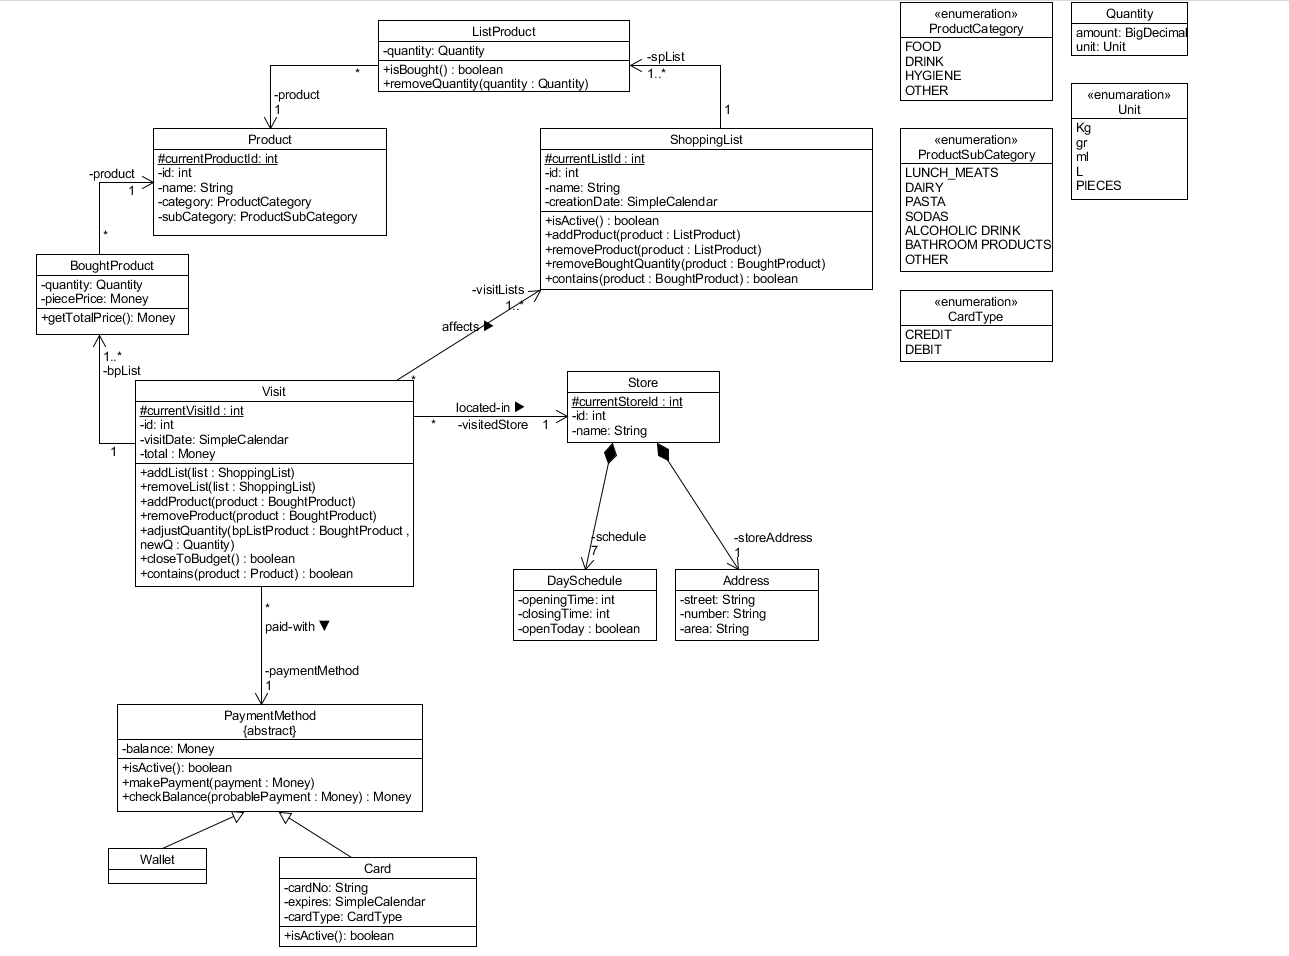 ListProduct
-quantity: Quantity
+isBought() : boolean
+removeQuantity(quantity : Quantity)
*
-product
1
-spList
1..*
1
Product
#currentProductId: int
-id: int
-name: String
-category: ProductCategory
-subCategory: ProductSubCategory
-product
1
*
ShoppingList
#currentListId : int
-id: int
-name: String
-creationDate: SimpleCalendar
+isActive() : boolean
+addProduct(product : ListProduct)
+removeProduct(product : ListProduct)
+removeBoughtQuantity(product : BoughtProduct)
+contains(product : BoughtProduct) : boolean
BoughtProduct
-quantity: Quantity
-piecePrice: Money
+getTotalPrice(): Money
1..*
-bpList
1
-visitLists
1..*
affects ▶
*
Visit
#currentVisitId : int
-id: int
-visitDate: SimpleCalendar
-total : Money
+addList(list : ShoppingList)
+removeList(list : ShoppingList)
+addProduct(product : BoughtProduct)
+removeProduct(product : BoughtProduct)
+adjustQuantity(bpListProduct : BoughtProduct ,
newQ : Quantity)
+closeToBudget() : boolean
+contains(product : Product) : boolean
located-in ▶
*
-visitedStore
1
Store
#currentStoreId : int
-id: int
-name: String
-schedule
7
-storeAddress
1
DaySchedule
-openingTime: int
-closingTime: int
-openToday : boolean
Address
-street: String
-number: String
-area: String
*
paid-with ▼
-paymentMethod
1
PaymentMethod
{abstract}
-balance: Money
+isActive(): boolean
+makePayment(payment : Money)
+checkBalance(probablePayment : Money) : Money
Wallet
Card
-cardNo: String
-expires: SimpleCalendar
-cardType: CardType
+isActive(): boolean
«enumeration»
ProductCategory
FOOD
DRINK
HYGIENE
OTHER
«enumeration»
ProductSubCategory
LUNCH_MEATS
DAIRY
PASTA
SODAS
ALCOHOLIC DRINK
BATHROOM PRODUCTS
OTHER
«enumeration»
CardType
CREDIT
DEBIT
Quantity
amount: BigDecimal
unit: Unit
«enumaration»
Unit
Kg
gr
ml
L
PIECES